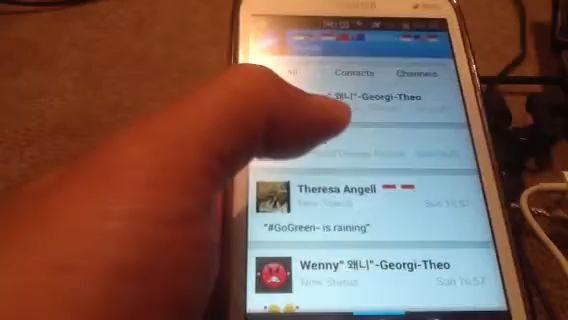 Contacts
Channels
왜니"-Georgi-Theo
Theresa Angell
New Status
Sun 16:51
"#GoGreen- is raining"
Wenny" 왜니"-Georgi-Theo
New Status
Sun 16:57